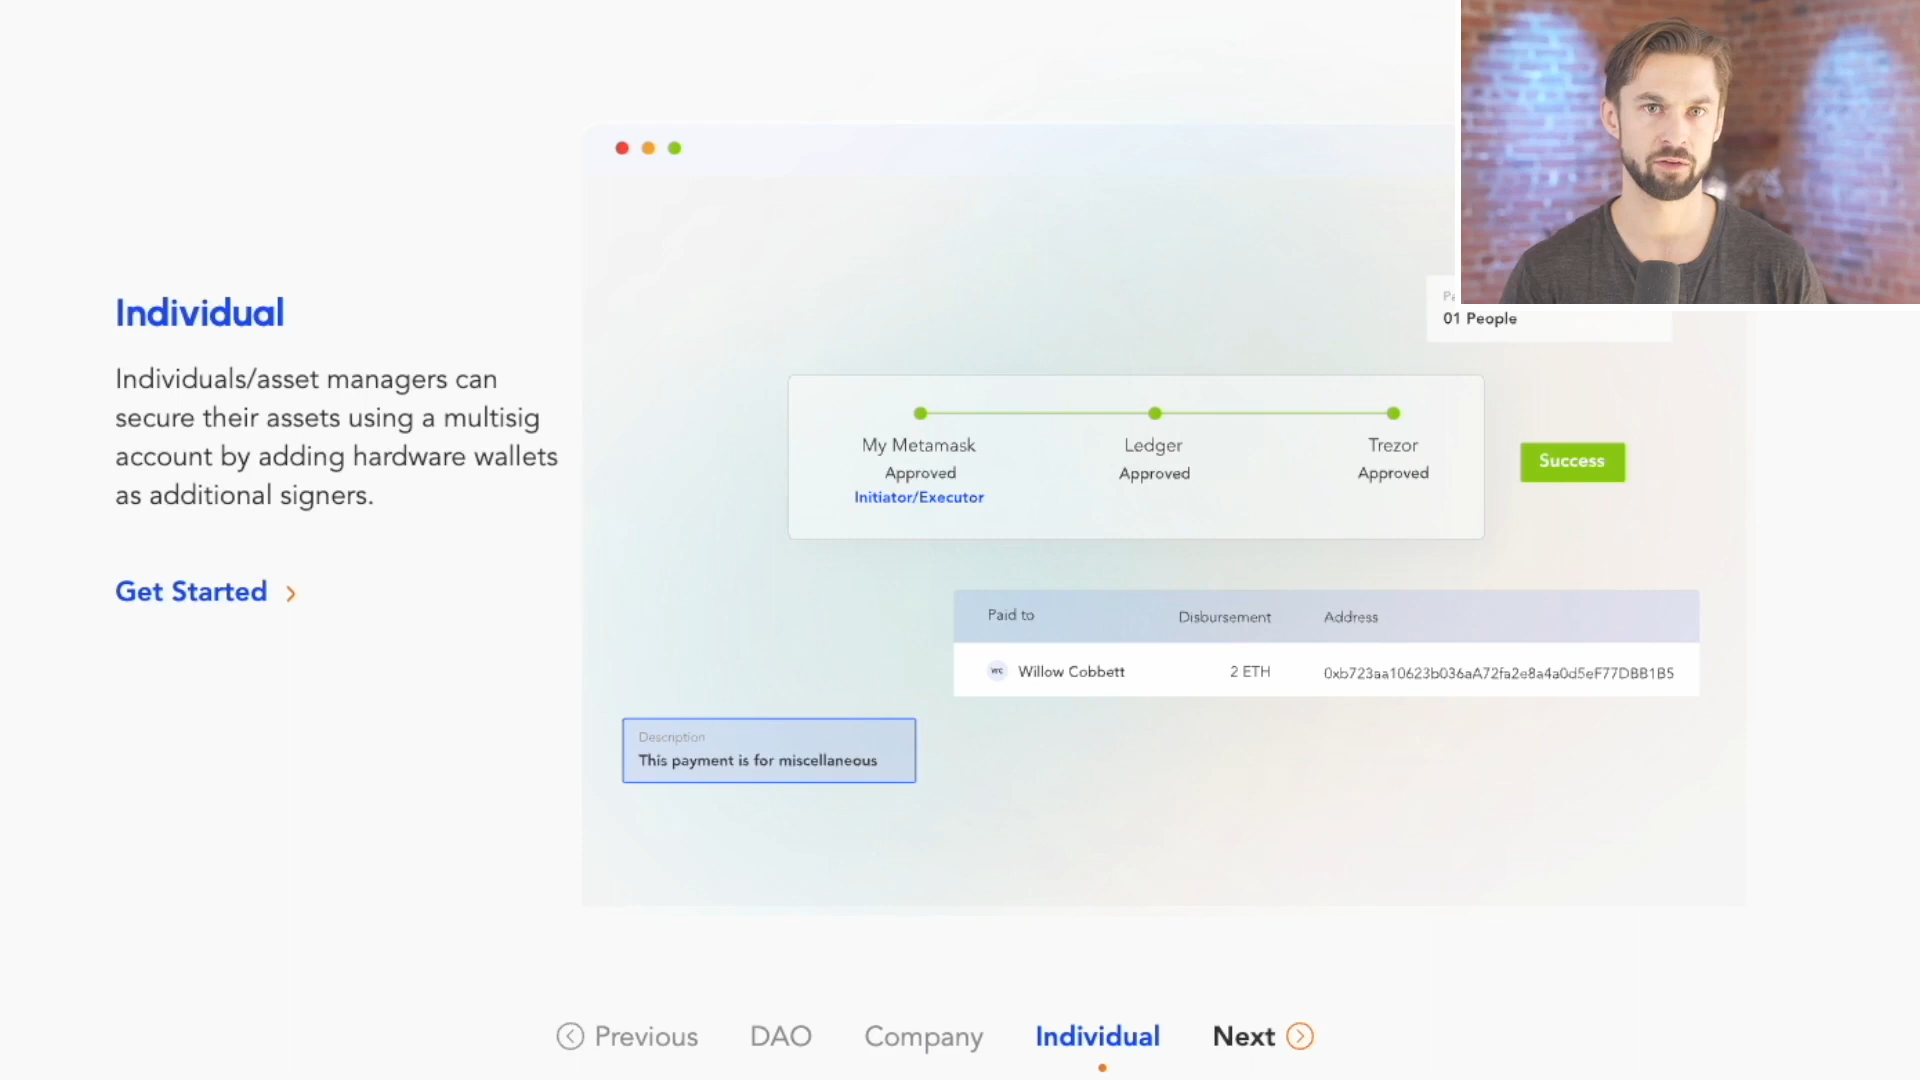 Individual
Individuals/asset managers can
secure their assets using a multisig
account by adding hardware wallets
as additional signers.
Get Started
01 People
My Metamask
Approved
Initiator/Executor
Ledger
Approved
Trezor
Approved
Success
Paid to Disbursement Address
Willow Cobbett 2 ETH 0xb723aa10623b036aA72fa2e8a4a0d5eF77DBB1B5
Description
This payment is for miscellaneous
Previous DAO Company Individual Next